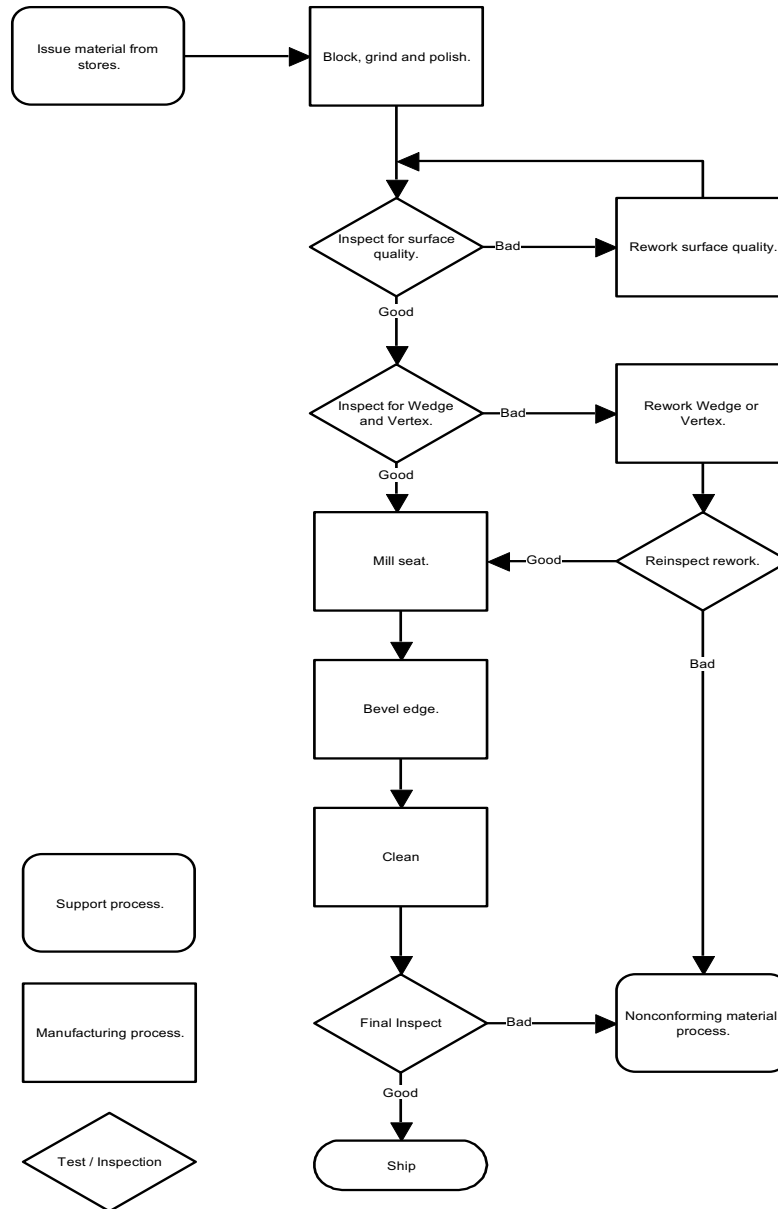 Issue material from
stores.
Block, grind and polish.
Inspect for surface
quality.
Bad
Rework surface quality.
Good
Inspect for Wedge
and Vertex.
Bad
Rework Wedge or
Vertex.
Good
Mill seat.
Good
Reinspect rework.
Bad
Bevel edge.
Clean
Support process.
Final Inspect
Bad
Nonconforming material
process.
Manufacturing process.
Good
Ship
Test / Inspection